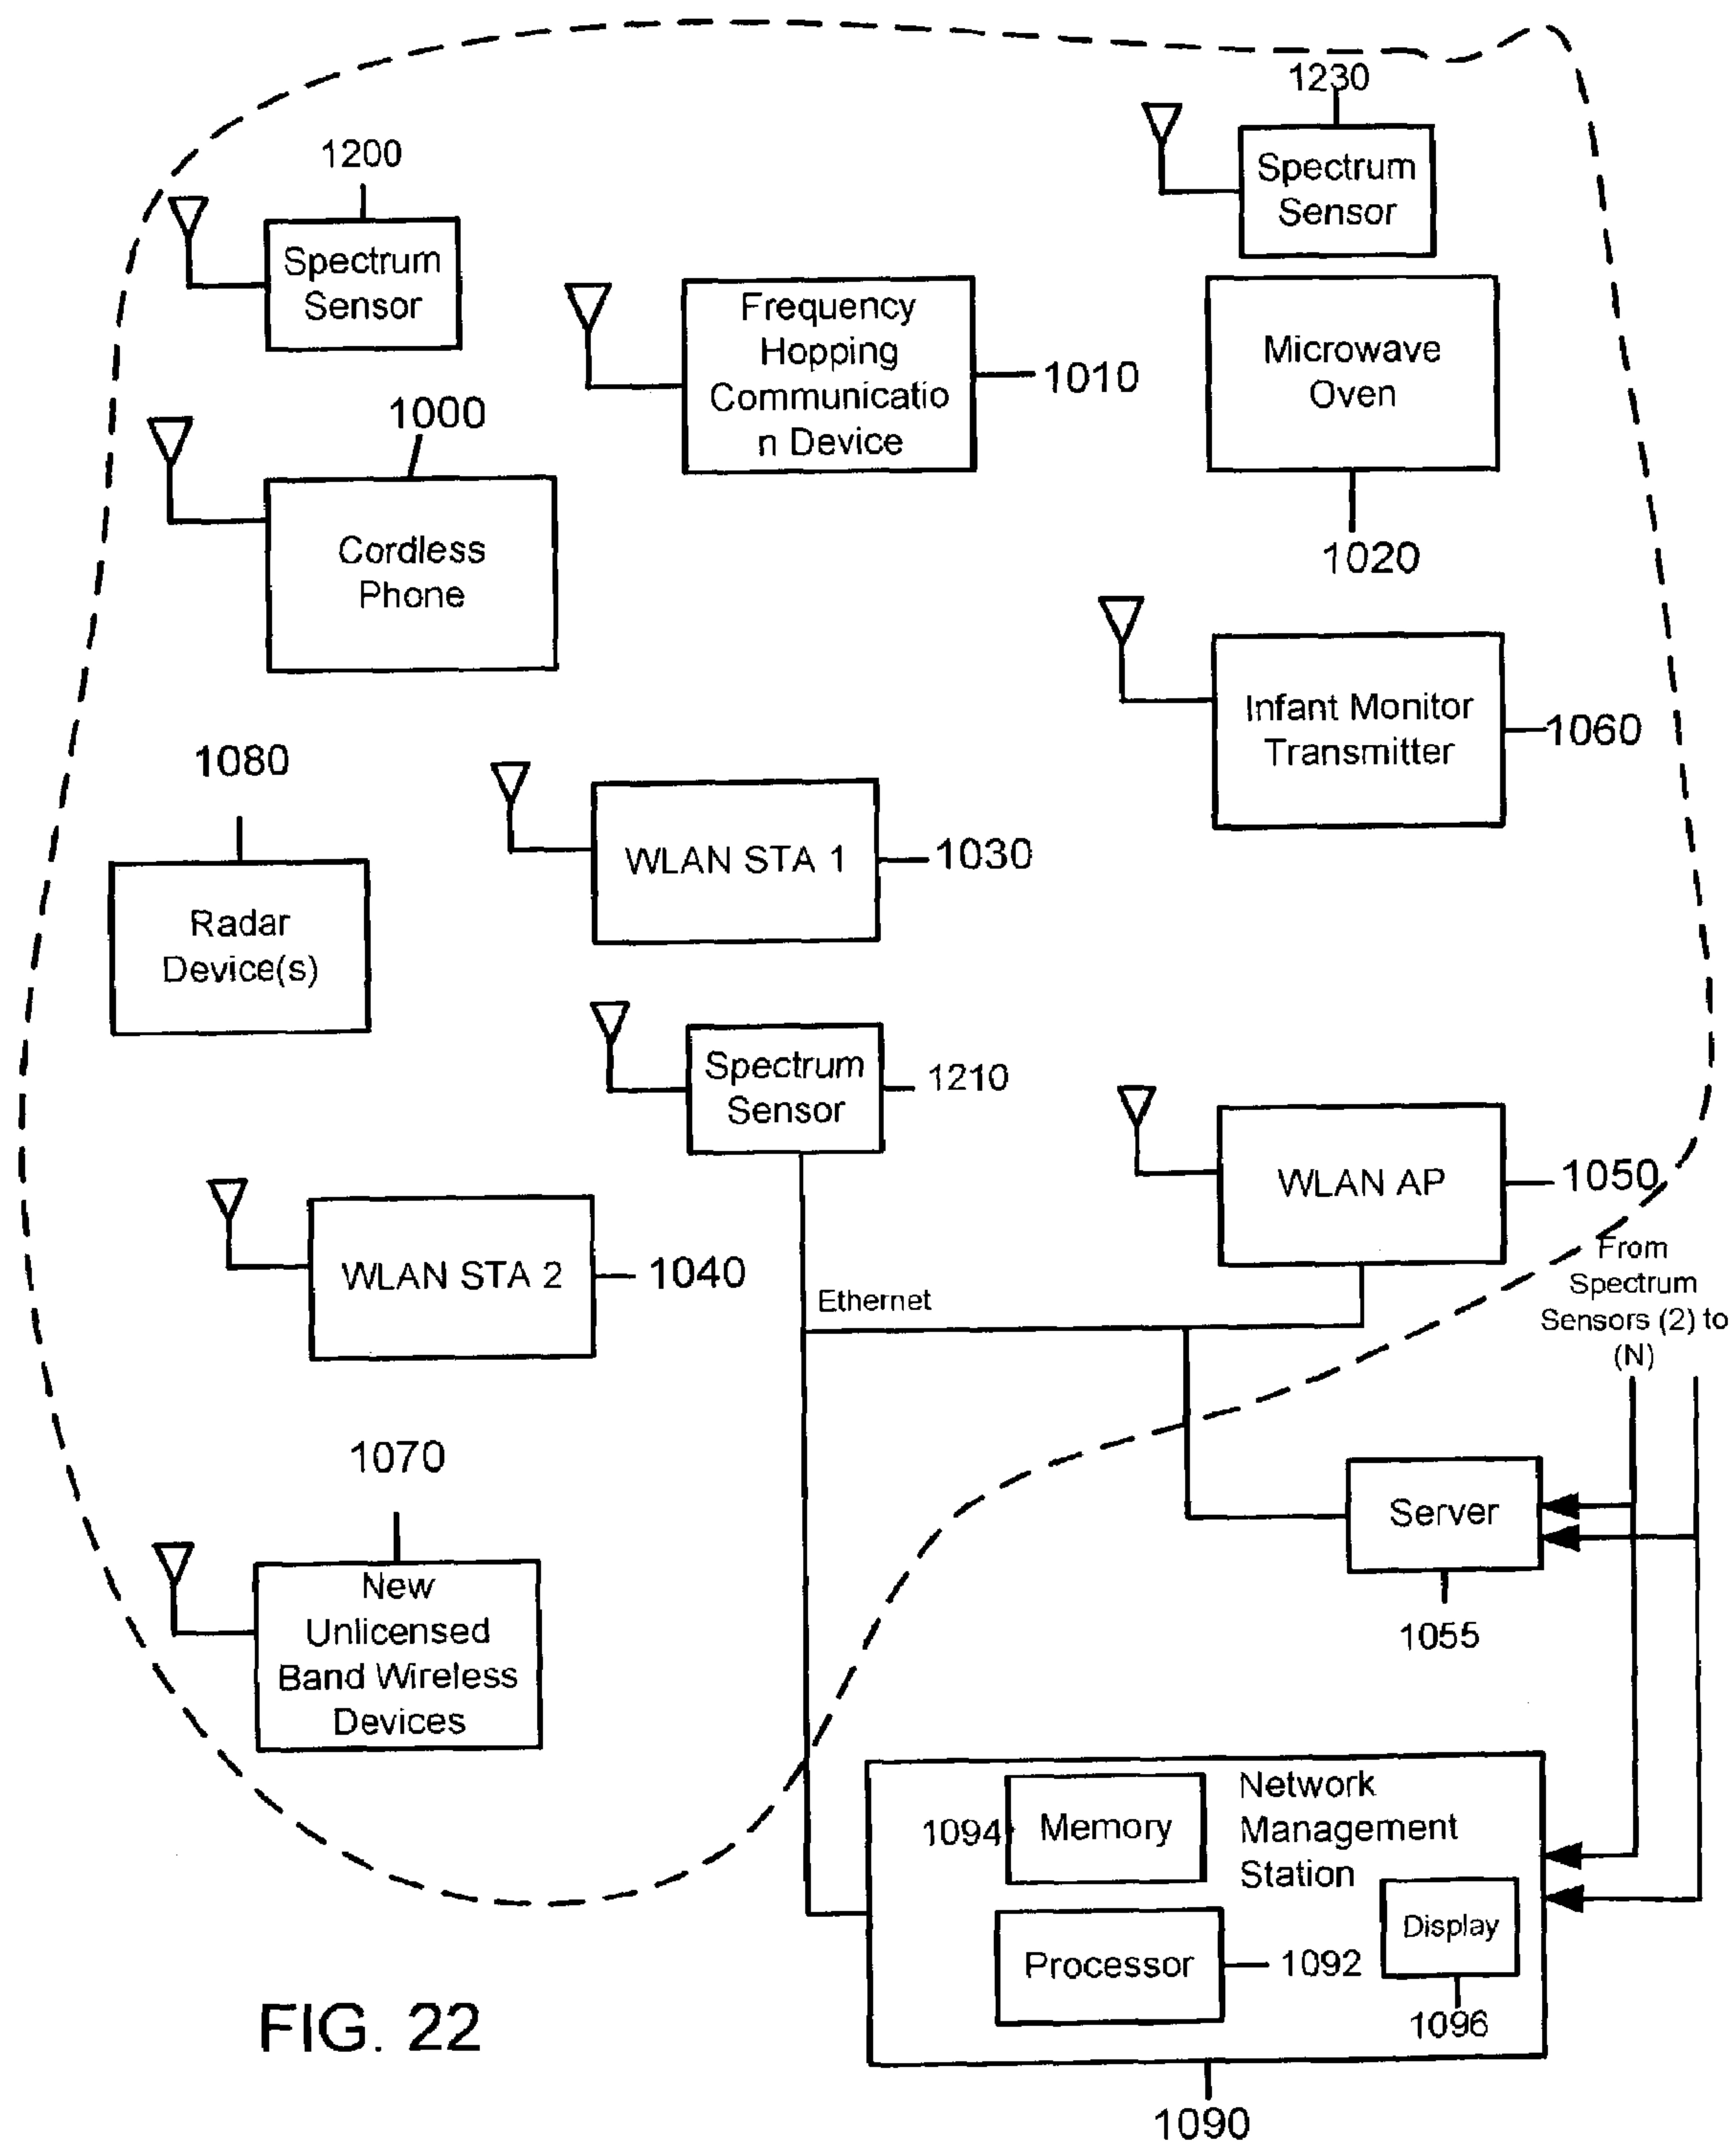 1230
Spectrum
Sensor
1200
Spectrum
Sensor
Frequency
Hopping
Communicatio
n Device
1010
Microwave
Oven
1020
1000
Cordless
Phone
Infant Monitor
Transmitter
1060
1080
Radar
Device(s)
WLAN STA 1
1030
Spectrum
Sensor
1210
WLAN AP
1050
WLAN STA 2
1040
Ethernet
From
Spectrum
Sensors (2) to
(N)
1070
New
Unlicensed
Band Wireless
Devices
Server
1055
Network
Management
Station
1094
Memory
Processor
1092
Display
1096
1090
FIG. 22